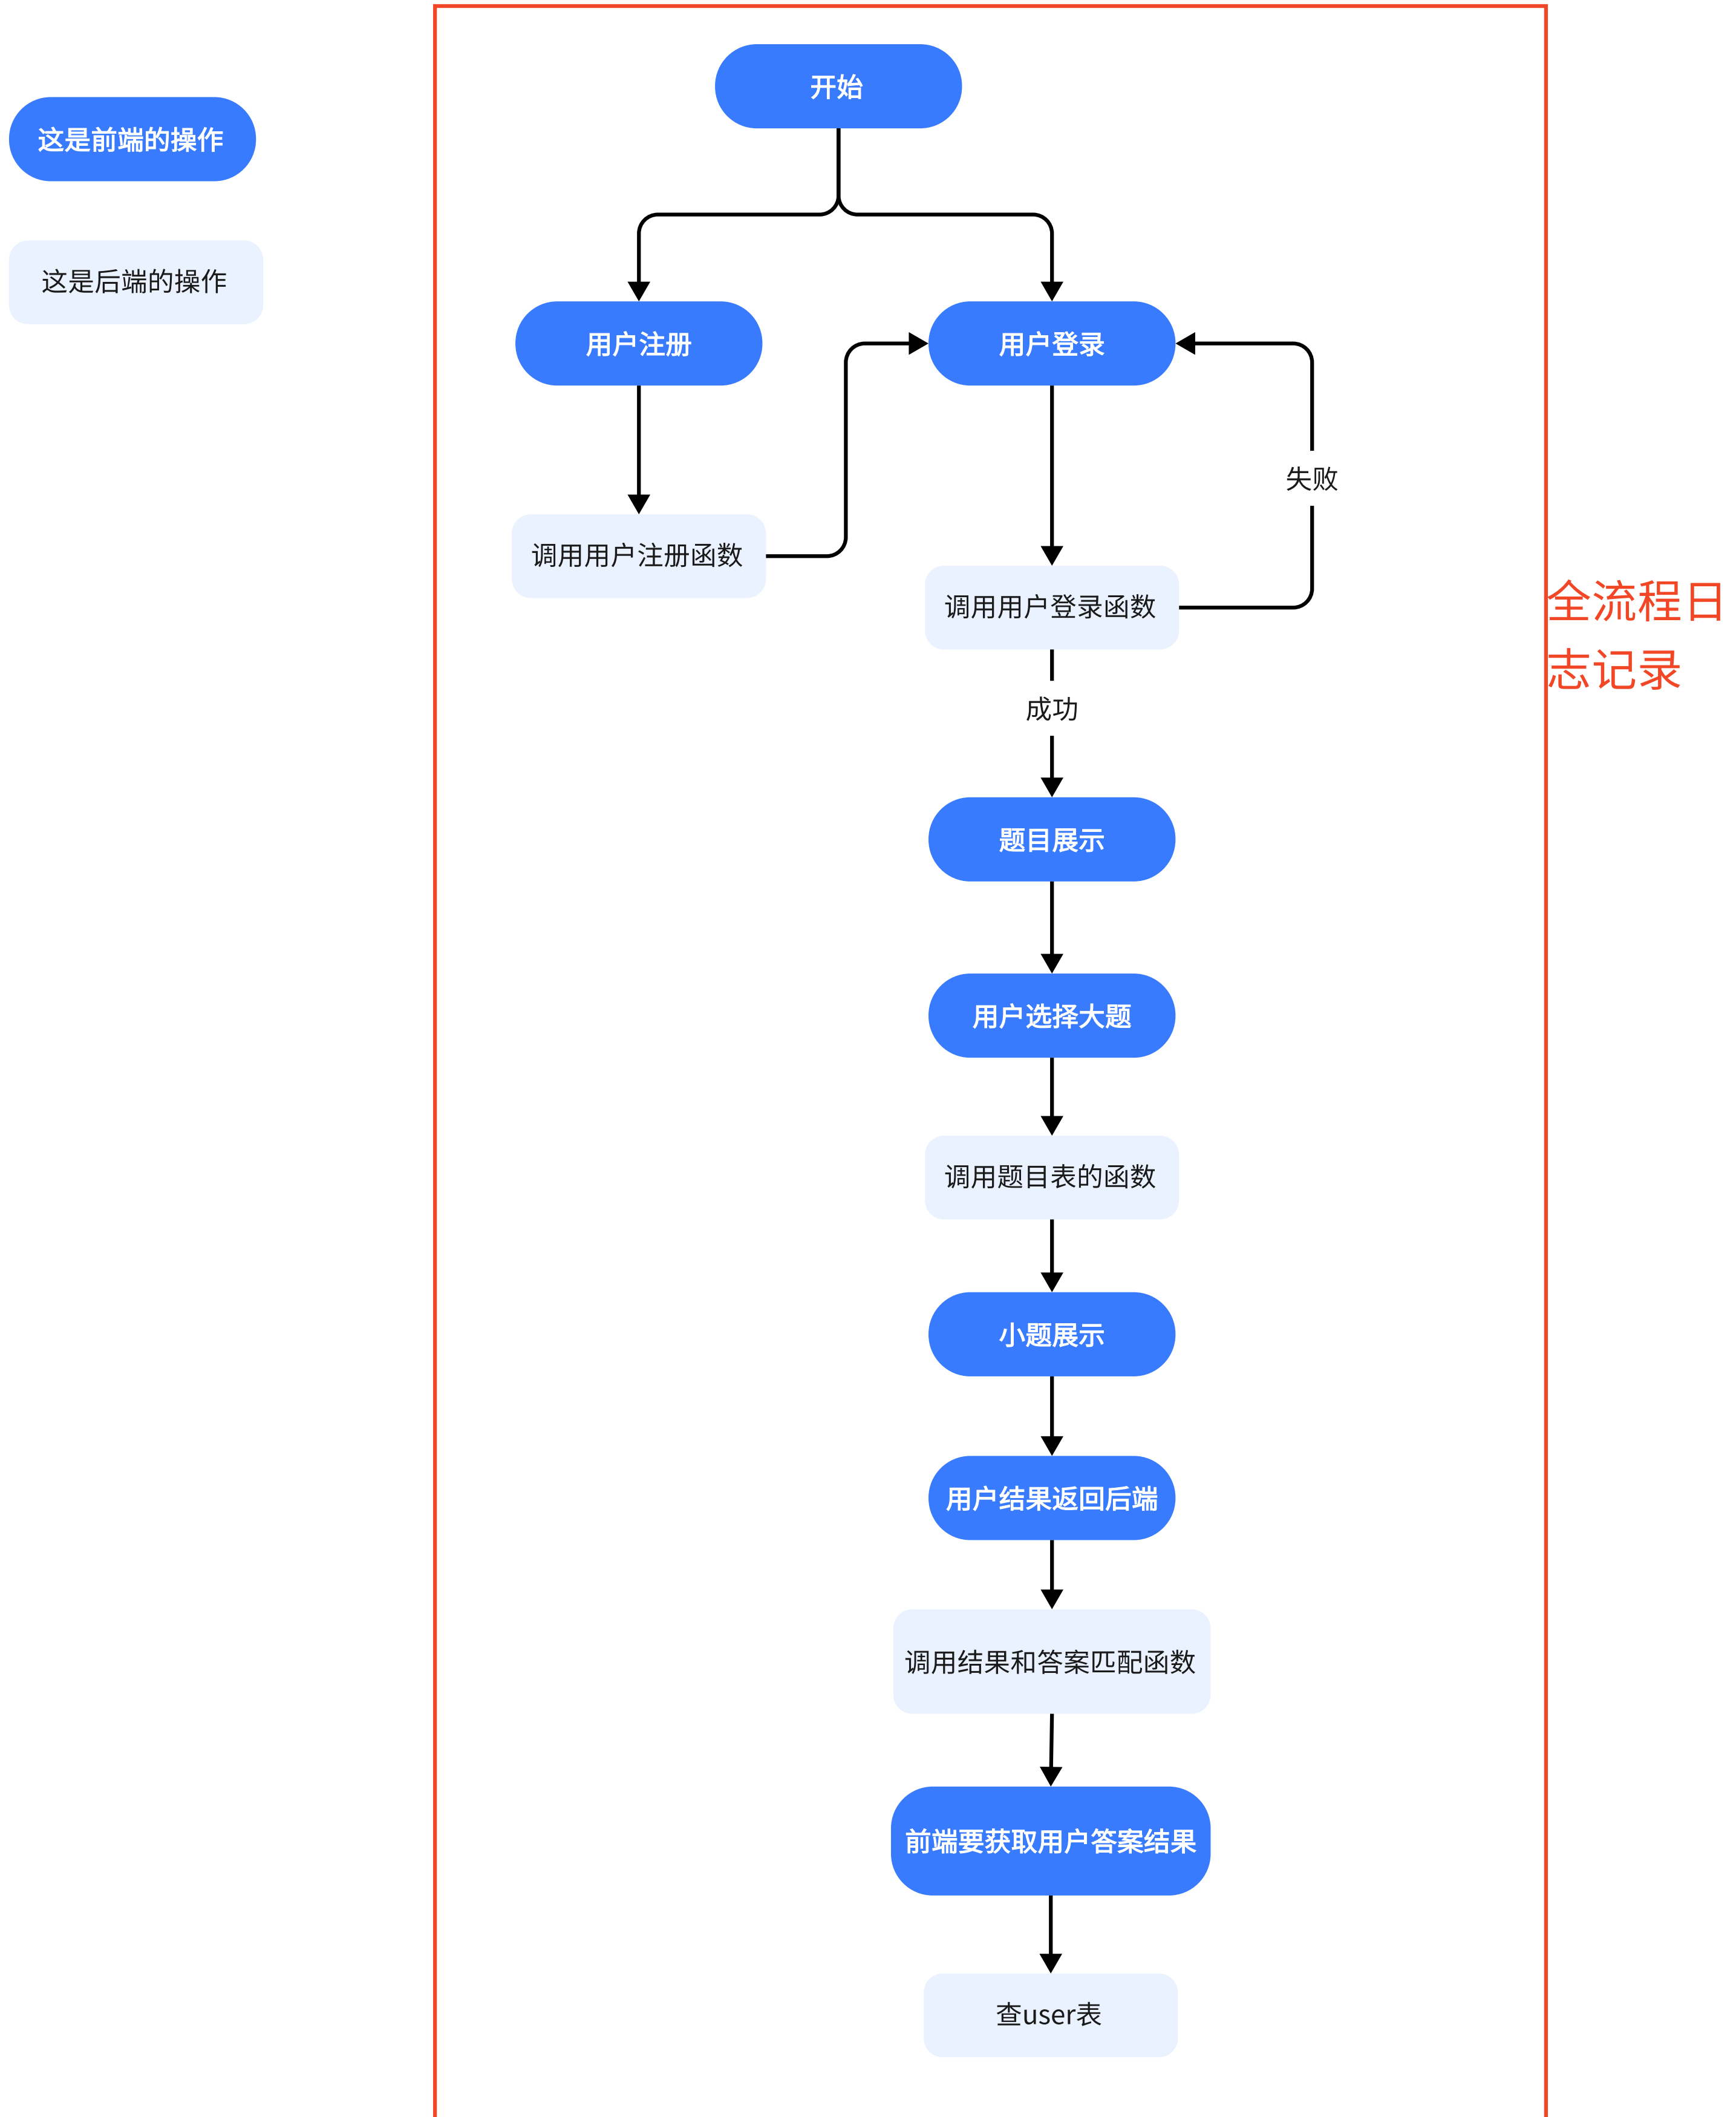 这是前端的操作
这是后端的操作
开始
用户注册
用户登录
失败
调用用户注册函数
调用用户登录函数
全流程日
志记录
成功
题目展示
用户选择大题
调用题目表的函数
小题展示
用户结果返回后端
调用结果和答案匹配函数
前端要获取用户答案结果
查user表